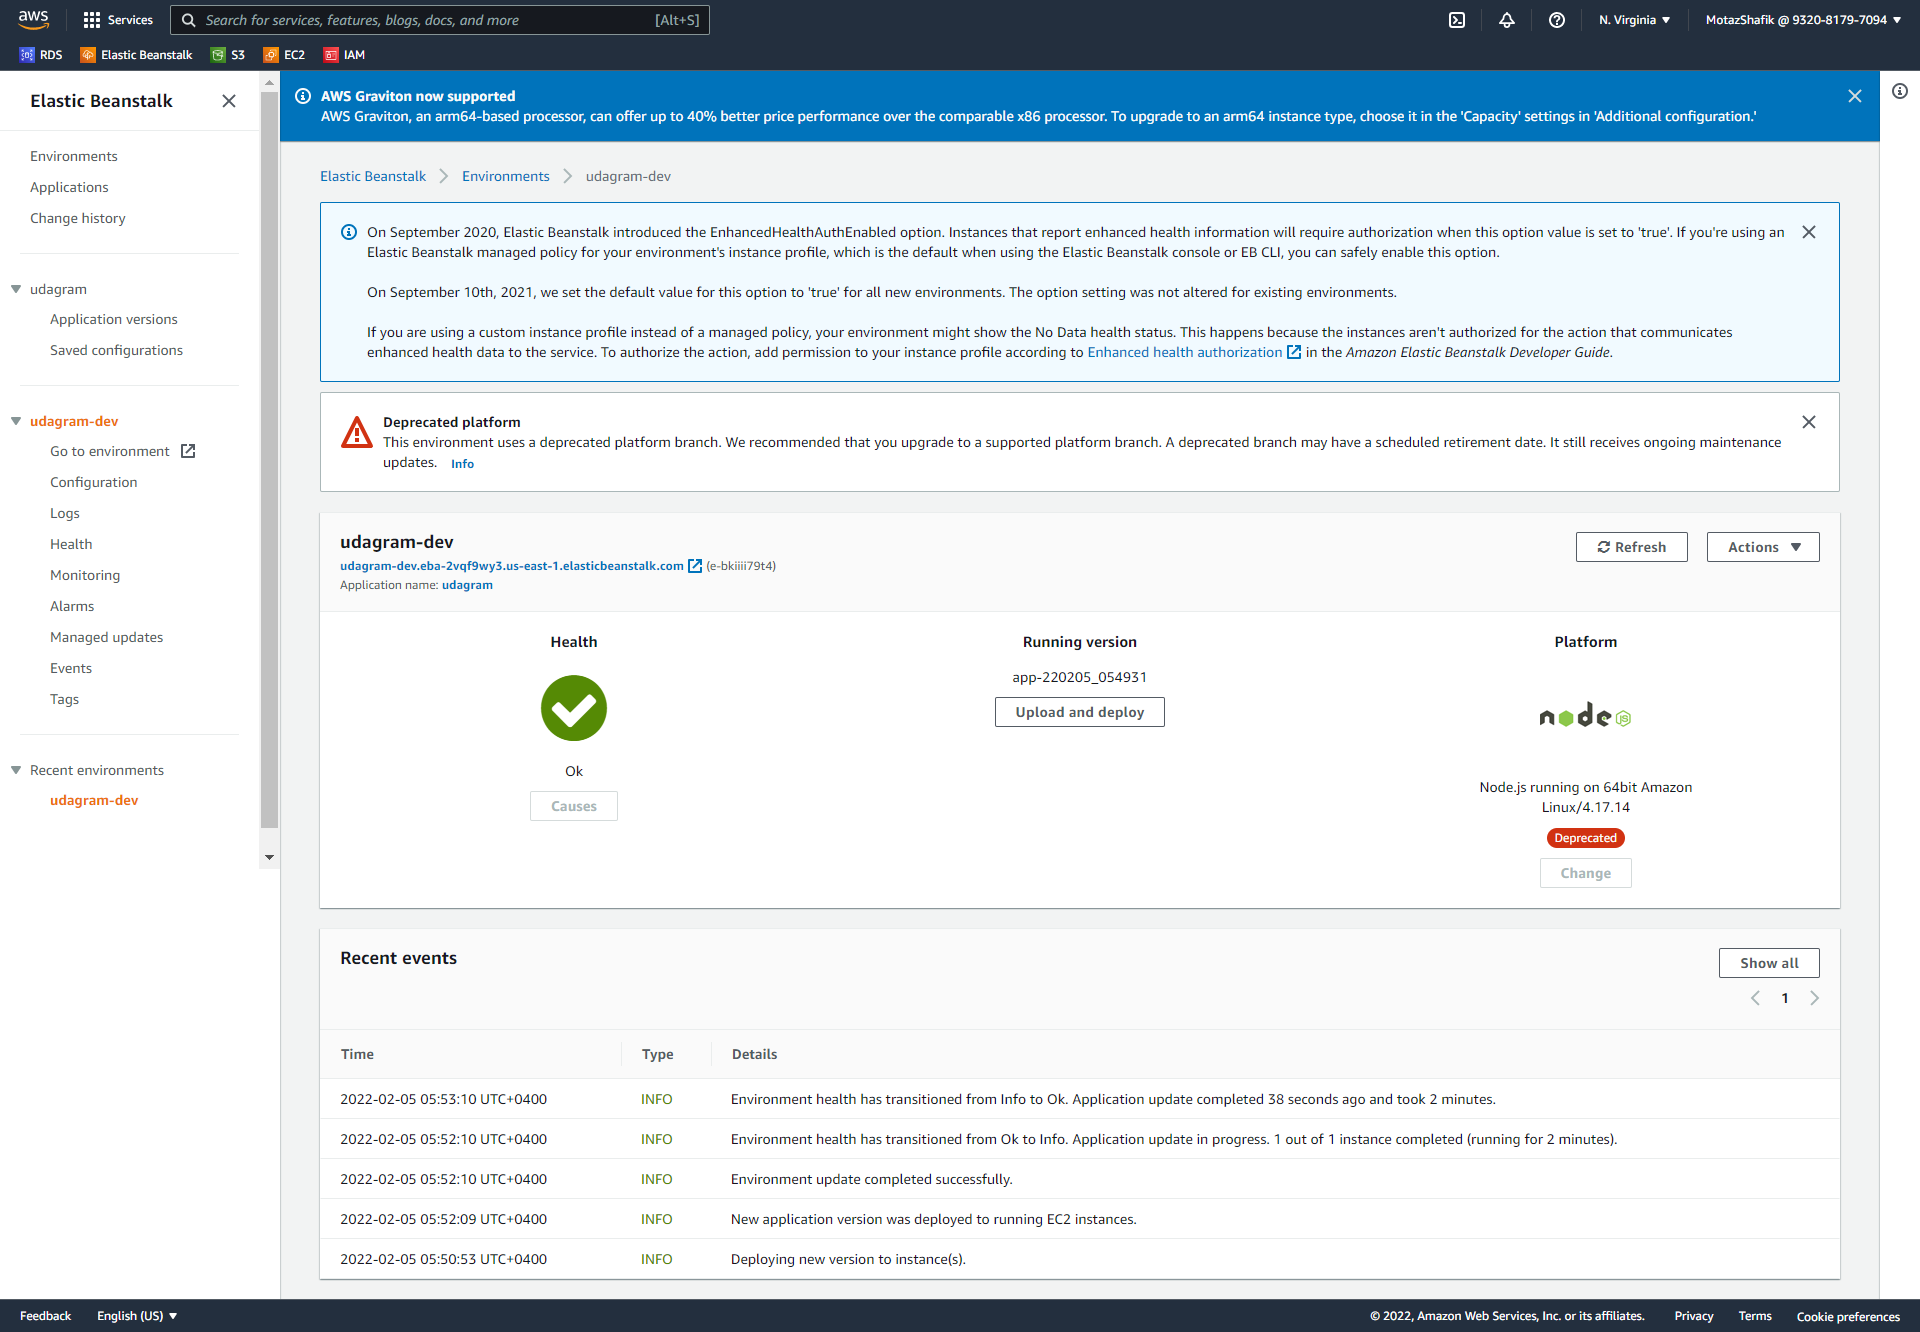 aws
Services
Search for services, features, blogs, docs, and more
[Alt+S]
N. Virginia
MotazShafik @ 9320-8179-7094
RDS
Elastic Beanstalk
S3
EC2
IAM
Elastic Beanstalk
Environments
Applications
Change history
udagram
Application versions
Saved configurations
udagram-dev
Go to environment
Configuration
Logs
Health
Monitoring
Alarms
Managed updates
Events
Tags
Recent environments
udagram-dev
AWS Graviton now supported
AWS Graviton, an arm64-based processor, can offer up to 40% better price performance over the comparable x86 processor. To upgrade to an arm64 instance type, choose it in the 'Capacity' settings in 'Additional configuration.'
Elastic Beanstalk
Environments
udagram-dev
On September 2020, Elastic Beanstalk introduced the EnhancedHealthAuthEnabled option. Instances that report enhanced health information will require authorization when this option value is set to 'true'. If you're using an
Elastic Beanstalk managed policy for your environment's instance profile, which is the default when using the Elastic Beanstalk console or EB CLI, you can safely enable this option.
On September 10th, 2021, we set the default value for this option to 'true' for all new environments. The option setting was not altered for existing environments.
If you are using a custom instance profile instead of a managed policy, your environment might show the No Data health status. This happens because the instances aren't authorized for the action that communicates
enhanced health data to the service. To authorize the action, add permission to your instance profile according to Enhanced health authorization in the Amazon Elastic Beanstalk Developer Guide.
Deprecated platform
This environment uses a deprecated platform branch. We recommended that you upgrade to a supported platform branch. A deprecated branch may have a scheduled retirement date. It still receives ongoing maintenance
updates. Info
udagram-dev
udagram-dev.eba-2vqf9wy3.us-east-1.elasticbeanstalk.com (e-bkiiii79t4)
Application name: udagram
Refresh
Actions
Health
Ok
Causes
Running version
app-220205_054931
Upload and deploy
Platform
node JS
Node.js running on 64bit Amazon
Linux/4.17.14
Deprecated
Change
Recent events
Show all
1
Time Type Details
2022-02-05 05:53:10 UTC+0400 INFO Environment health has transitioned from Info to Ok. Application update completed 38 seconds ago and took 2 minutes.
2022-02-05 05:52:10 UTC+0400 INFO Environment health has transitioned from Ok to Info. Application update in progress. 1 out of 1 instance completed (running for 2 minutes).
2022-02-05 05:52:10 UTC+0400 INFO Environment update completed successfully.
2022-02-05 05:52:09 UTC+0400 INFO New application version was deployed to running EC2 instances.
2022-02-05 05:50:53 UTC+0400 INFO Deploying new version to instance(s).
Feedback
English (US)
© 2022, Amazon Web Services, Inc. or its affiliates.
Privacy
Terms
Cookie preferences